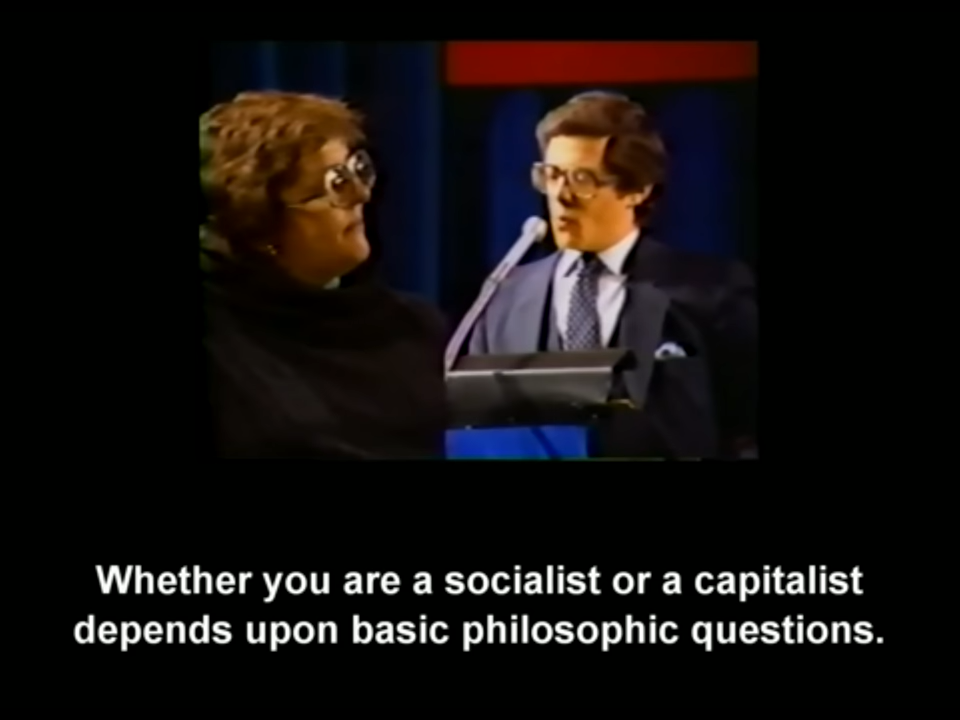 Whether you are a socialist or a capitalist
depends upon basic philosophic questions.